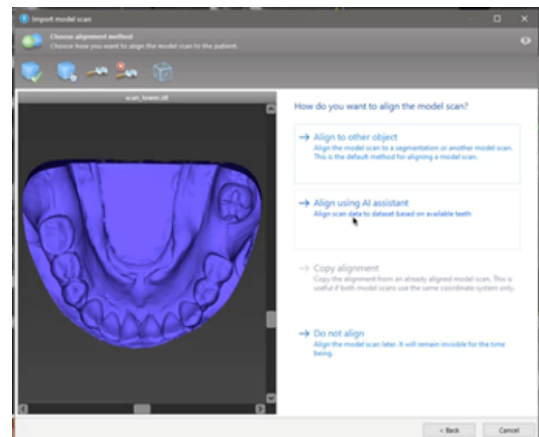 Import model scan
Choose alignment method
Choose how you want to align the model scan to the patient.
scan_lower.stl
How do you want to align the model scan?
Align to other object
Align the model scan to a segmentation or another model scan.
This is the default method for aligning a model scan.
Align using AI assistant
Align scan data to dataset based on available teeth
Copy alignment
Copy the alignment from an already aligned model scan. This is
useful if both model scans use the same coordinate system only.
Do not align
Align the model scan later. It will remain invisible for the time
being.
< Back
Cancel